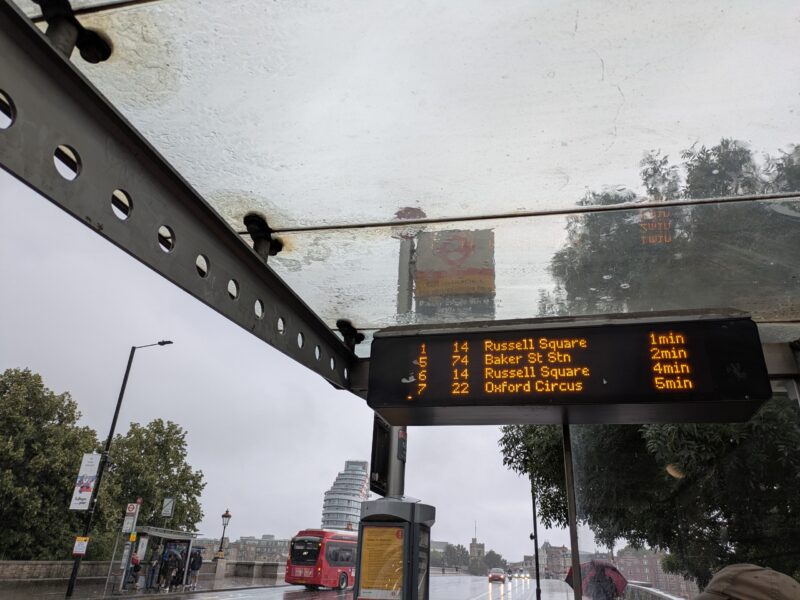 1 14 Russell Square 1min
5 74 Baker St Stn 2min
6 14 Russell Square 4min
7 22 Oxford Circus 5min